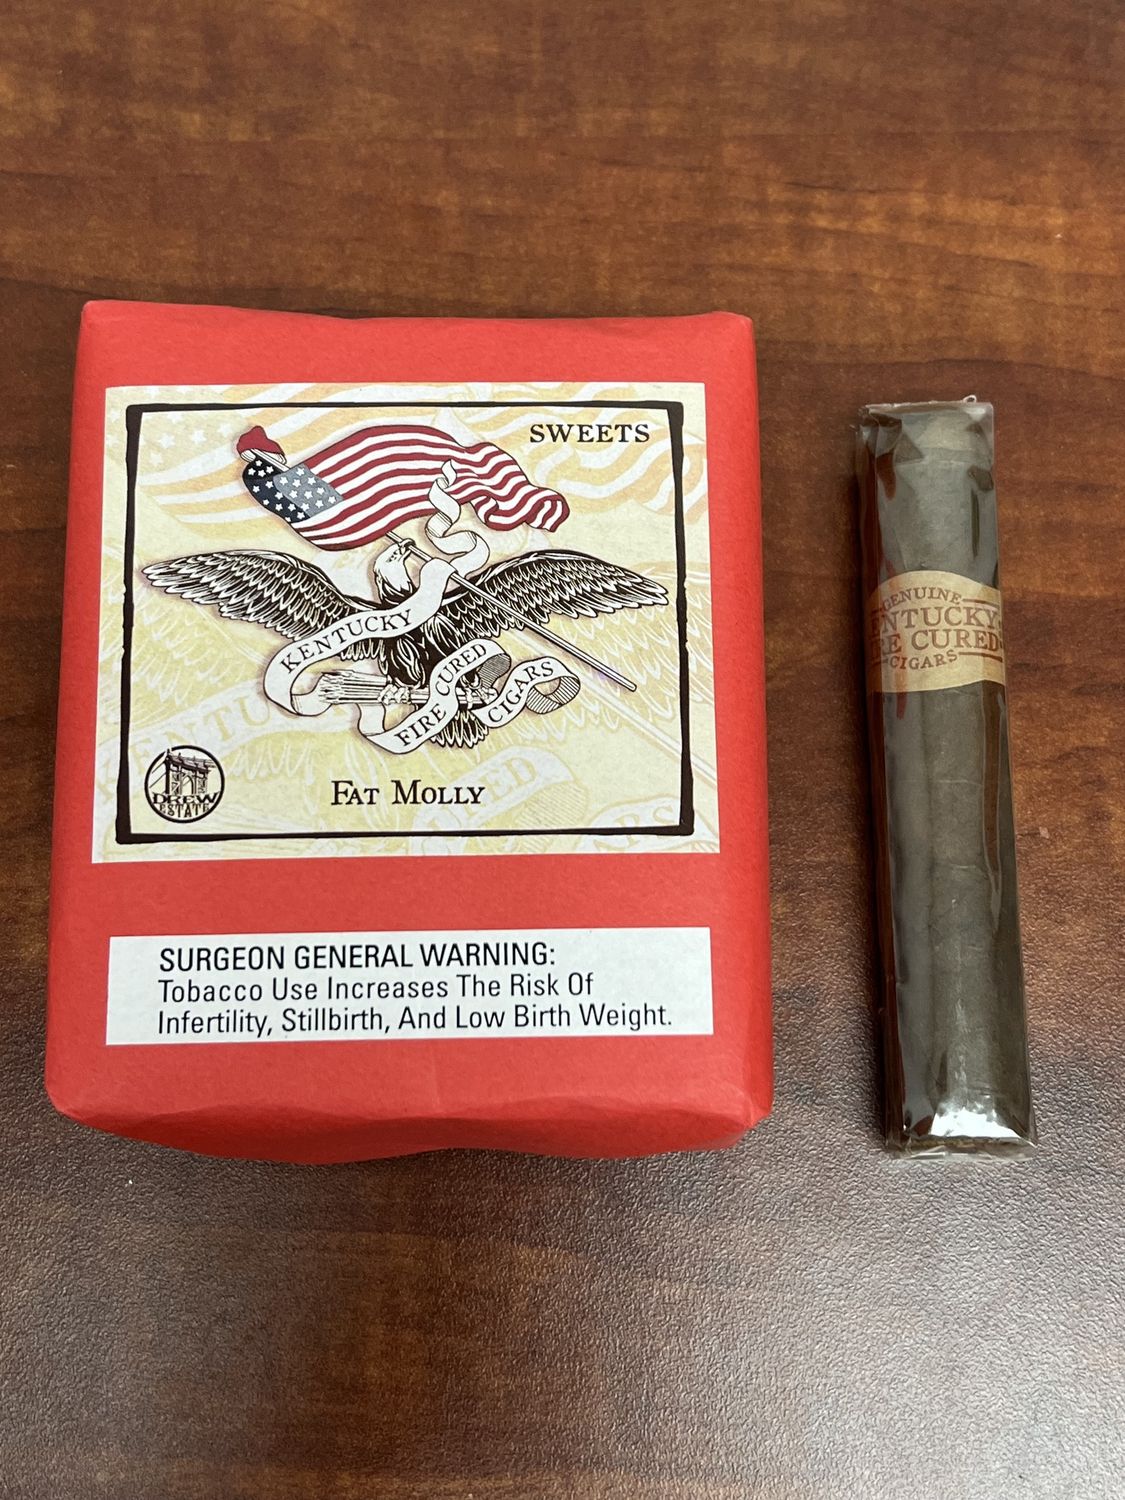 SWEETS
KENTUCKY
FIRE CURED
CIGARS
DREW
ESTATE
FAT MOLLY
SURGEON GENERAL WARNING:
Tobacco Use Increases The Risk Of
Infertility, Stillbirth, And Low Birth Weight.
GENUINE
KENTUCKY
FIRE CURED
CIGARS